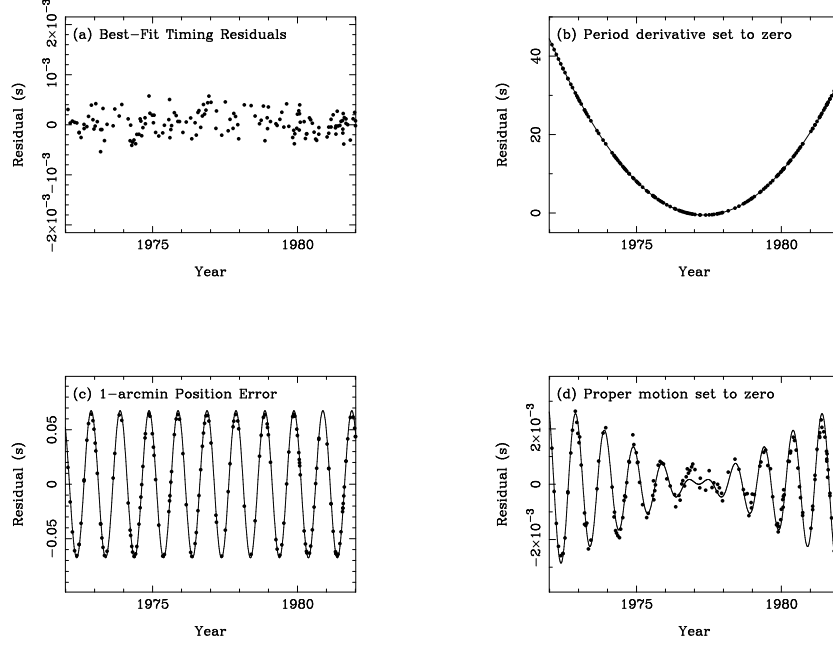 (a) Best-Fit Timing Residuals
2×10⁻³
10⁻³
0
−10⁻³
−2×10⁻³
Residual (s)
1975 1980
Year
(b) Period derivative set to zero
40
20
0
Residual (s)
1975 1980
Year
(c) 1-arcmin Position Error
0.05
0
−0.05
Residual (s)
1975 1980
Year
(d) Proper motion set to zero
2×10⁻³
0
−2×10⁻³
Residual (s)
1975 1980
Year